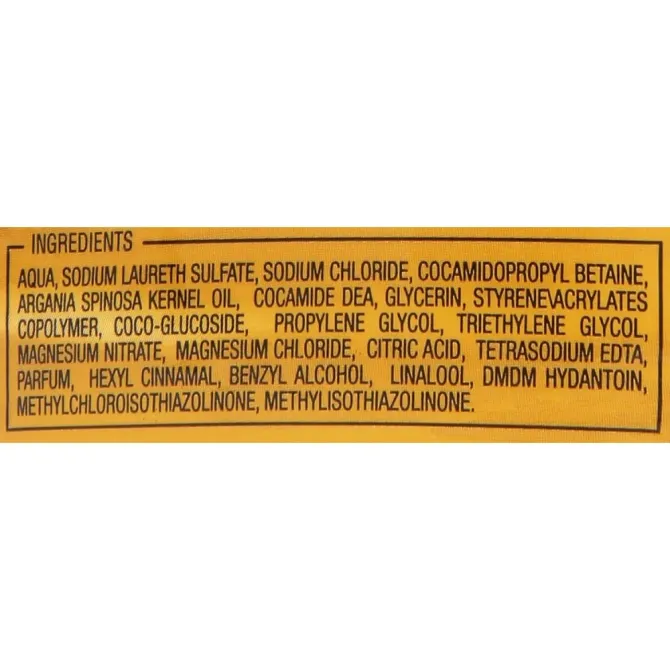 INGREDIENTS
AQUA, SODIUM LAURETH SULFATE, SODIUM CHLORIDE, COCAMIDOPROPYL BETAINE,
ARGANIA SPINOSA KERNEL OIL, COCAMIDE DEA, GLYCERIN, STYRENE\ACRYLATES
COPOLYMER, COCO-GLUCOSIDE, PROPYLENE GLYCOL, TRIETHYLENE GLYCOL,
MAGNESIUM NITRATE, MAGNESIUM CHLORIDE, CITRIC ACID, TETRASODIUM EDTA,
PARFUM, HEXYL CINNAMAL, BENZYL ALCOHOL, LINALOOL, DMDM HYDANTOIN,
METHYLCHLOROISOTHIAZOLINONE, METHYLISOTHIAZOLINONE.